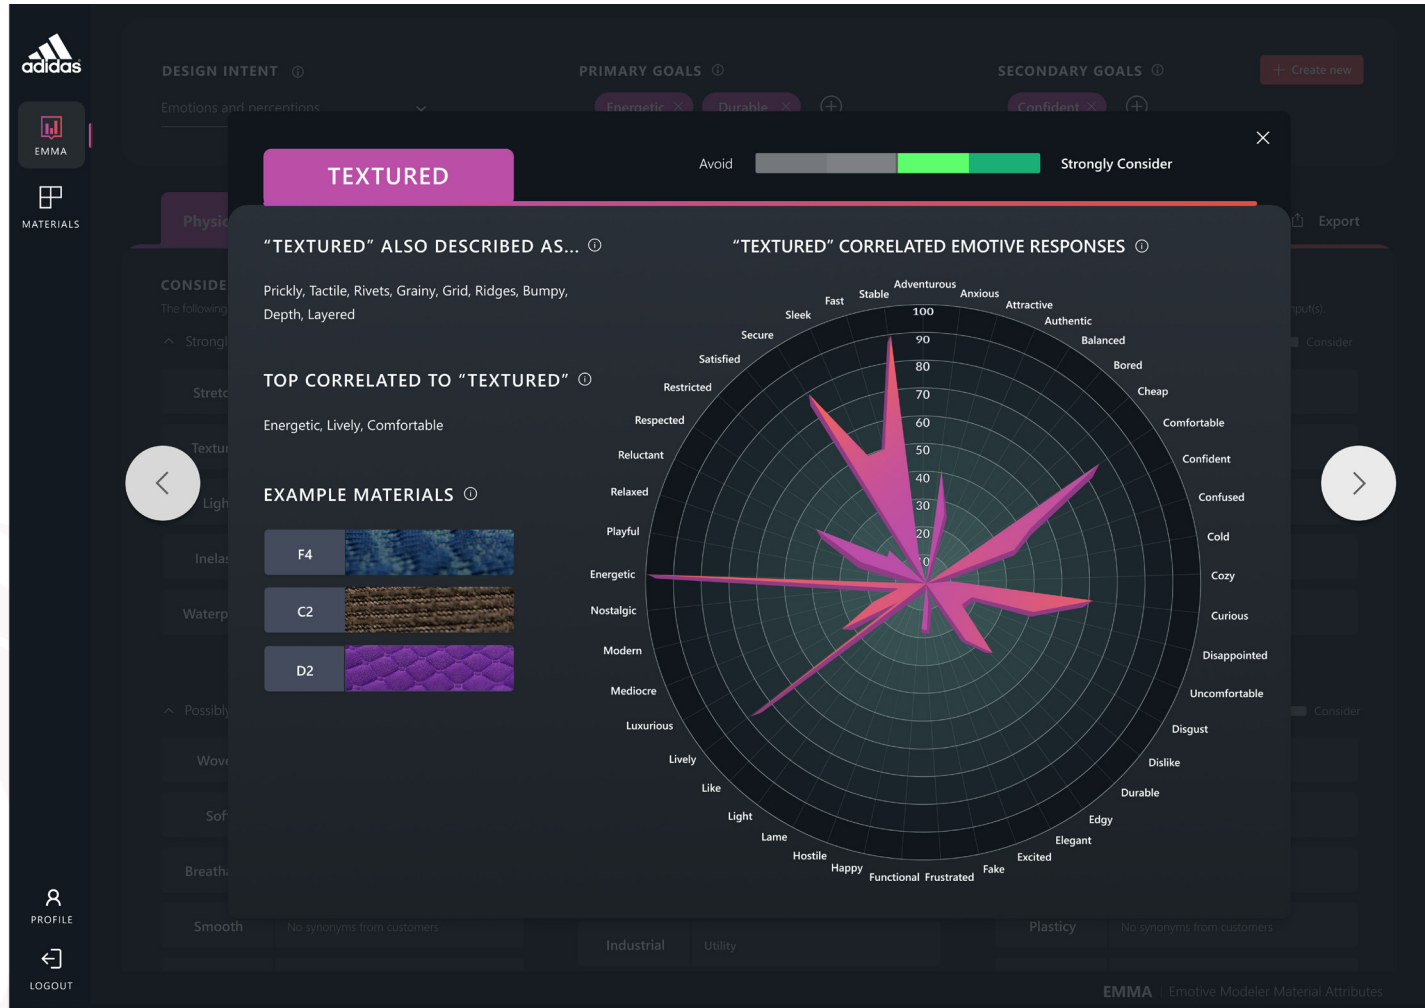 adidas
EMMA
MATERIALS
PROFILE
LOGOUT
DESIGN INTENT
Emotions and perceptions
PRIMARY GOALS
Energetic ×
Durable ×
SECONDARY GOALS
Confident ×
+ Create new
Export
TEXTURED
Avoid
Strongly Consider
“TEXTURED” ALSO DESCRIBED AS...
Prickly, Tactile, Rivets, Grainy, Grid, Ridges, Bumpy,
Depth, Layered
TOP CORRELATED TO “TEXTURED”
Energetic, Lively, Comfortable
EXAMPLE MATERIALS
F4
C2
D2
“TEXTURED” CORRELATED EMOTIVE RESPONSES
Adventurous
Anxious
Attractive
Authentic
Balanced
Bored
Cheap
Comfortable
Confident
Confused
Cold
Cozy
Curious
Disappointed
Uncomfortable
Disgust
Dislike
Durable
Edgy
Elegant
Excited
Fake
Frustrated
Functional
Happy
Hostile
Lame
Light
Like
Lively
Luxurious
Mediocre
Modern
Nostalgic
Energetic
Playful
Relaxed
Reluctant
Respected
Restricted
Satisfied
Secure
Sleek
Fast
Stable
100
90
80
70
60
50
40
30
20
0
The following
Consider
Consider
Smooth
No synonyms from customers
Industrial
Utility
Plasticy
No synonyms from customers
EMMA
Emotive Modeler Material Attributes